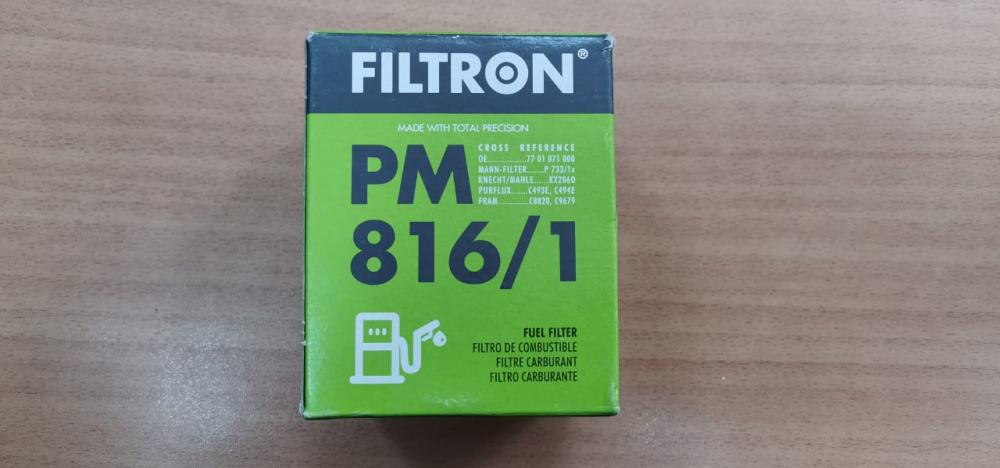 FILTRON®
MADE WITH TOTAL PRECISION
PM
816/1
CROSS REFERENCE
OE..............77 01 071 000
MANN-FILTER.......P 733/1x
KNECHT/MAHLE.....KX206D
PURFLUX......C493E, C494E
FRAM............C8820, C9679
FUEL FILTER
FILTRO DE COMBUSTIBLE
FILTRE CARBURANT
FILTRO CARBURANTE